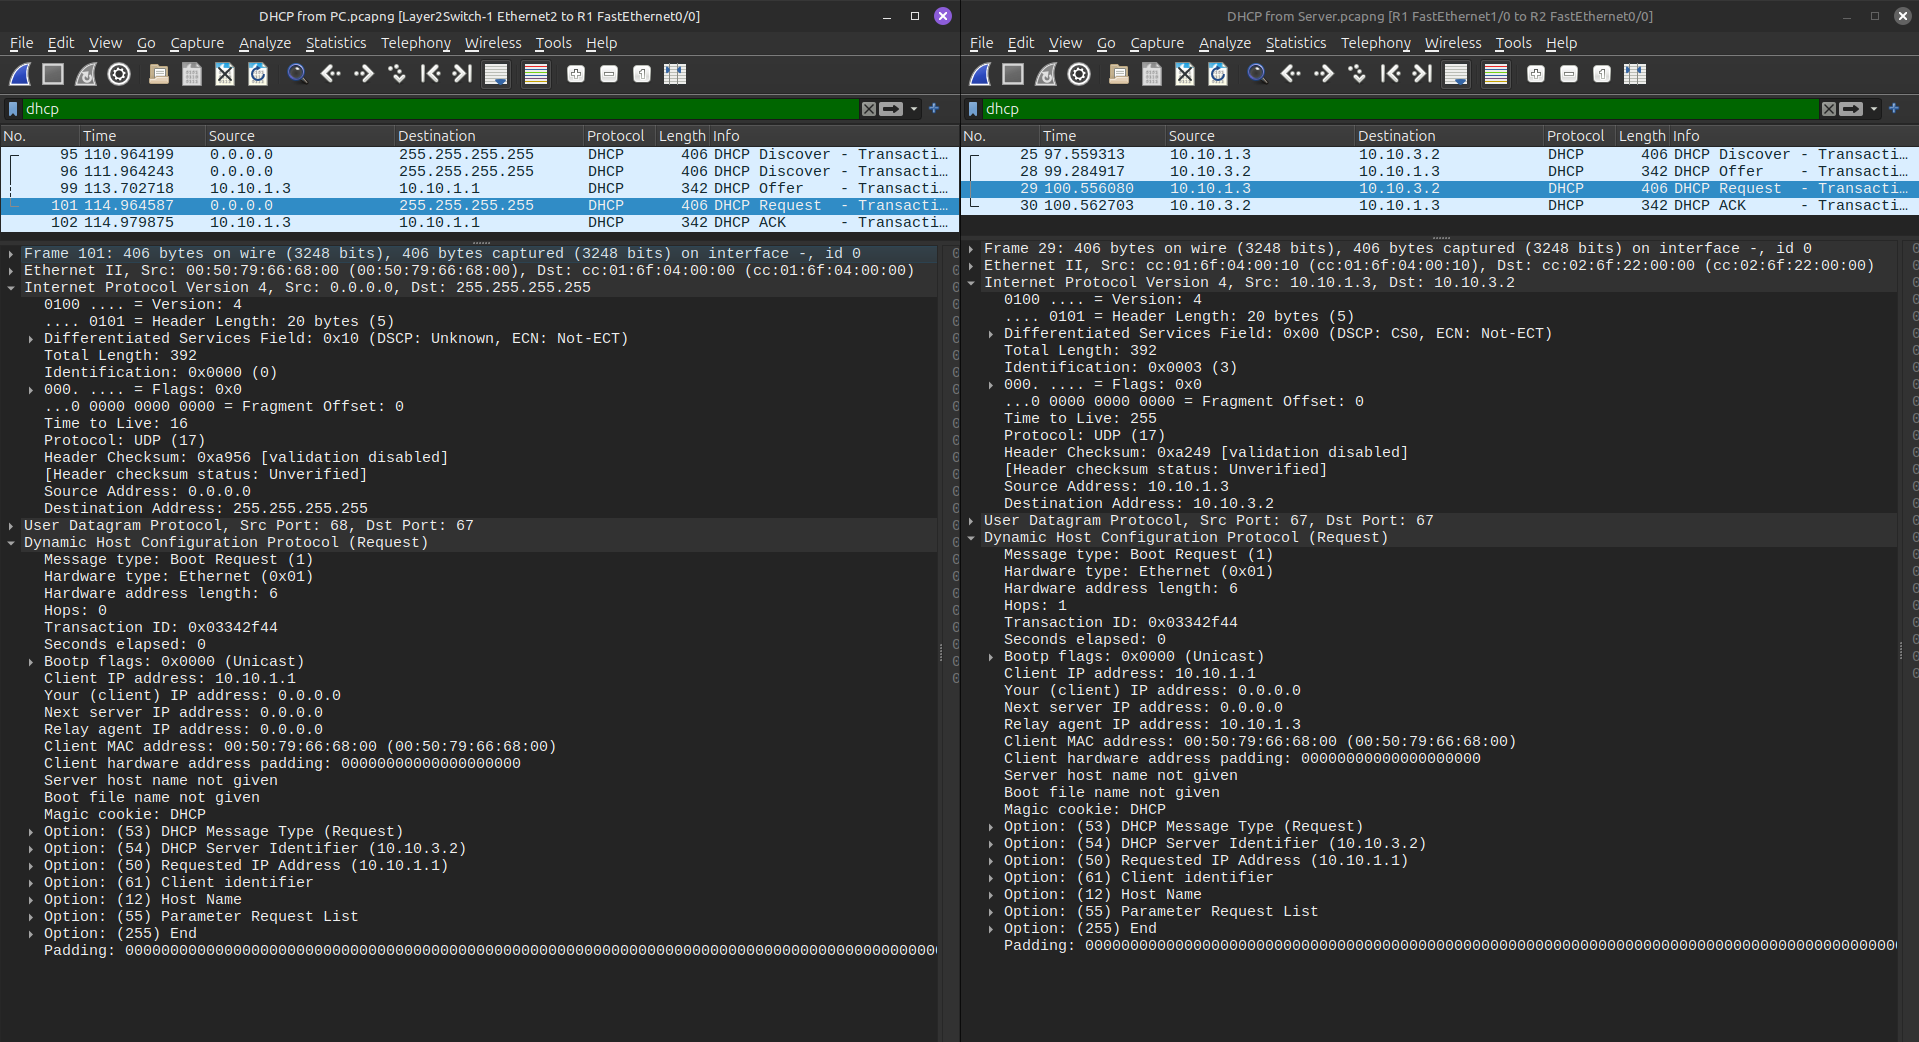 DHCP from PC.pcapng [Layer2Switch-1 Ethernet2 to R1 FastEthernet0/0]
File Edit View Go Capture Analyze Statistics Telephony Wireless Tools Help
dhcp
No. Time Source Destination Protocol Length Info
95 110.964199 0.0.0.0 255.255.255.255 DHCP 406 DHCP Discover - Transacti…
96 111.964243 0.0.0.0 255.255.255.255 DHCP 406 DHCP Discover - Transacti…
99 113.702718 10.10.1.3 10.10.1.1 DHCP 342 DHCP Offer - Transacti…
101 114.964587 0.0.0.0 255.255.255.255 DHCP 406 DHCP Request - Transacti…
102 114.979875 10.10.1.3 10.10.1.1 DHCP 342 DHCP ACK - Transacti…
Frame 101: 406 bytes on wire (3248 bits), 406 bytes captured (3248 bits) on interface -, id 0
Ethernet II, Src: 00:50:79:66:68:00 (00:50:79:66:68:00), Dst: cc:01:6f:04:00:00 (cc:01:6f:04:00:00)
Internet Protocol Version 4, Src: 0.0.0.0, Dst: 255.255.255.255
0100 .... = Version: 4
.... 0101 = Header Length: 20 bytes (5)
Differentiated Services Field: 0x10 (DSCP: Unknown, ECN: Not-ECT)
Total Length: 392
Identification: 0x0000 (0)
000. .... = Flags: 0x0
...0 0000 0000 0000 = Fragment Offset: 0
Time to Live: 16
Protocol: UDP (17)
Header Checksum: 0xa956 [validation disabled]
[Header checksum status: Unverified]
Source Address: 0.0.0.0
Destination Address: 255.255.255.255
User Datagram Protocol, Src Port: 68, Dst Port: 67
Dynamic Host Configuration Protocol (Request)
Message type: Boot Request (1)
Hardware type: Ethernet (0x01)
Hardware address length: 6
Hops: 0
Transaction ID: 0x03342f44
Seconds elapsed: 0
Bootp flags: 0x0000 (Unicast)
Client IP address: 10.10.1.1
Your (client) IP address: 0.0.0.0
Next server IP address: 0.0.0.0
Relay agent IP address: 0.0.0.0
Client MAC address: 00:50:79:66:68:00 (00:50:79:66:68:00)
Client hardware address padding: 00000000000000000000
Server host name not given
Boot file name not given
Magic cookie: DHCP
Option: (53) DHCP Message Type (Request)
Option: (54) DHCP Server Identifier (10.10.3.2)
Option: (50) Requested IP Address (10.10.1.1)
Option: (61) Client identifier
Option: (12) Host Name
Option: (55) Parameter Request List
Option: (255) End
Padding: 000000000000000000000000000000000000000000000000000000000000000000000000000000000000000000
DHCP from Server.pcapng [R1 FastEthernet1/0 to R2 FastEthernet0/0]
File Edit View Go Capture Analyze Statistics Telephony Wireless Tools Help
dhcp
No. Time Source Destination Protocol Length Info
25 97.559313 10.10.1.3 10.10.3.2 DHCP 406 DHCP Discover - Transacti…
28 99.284917 10.10.3.2 10.10.1.3 DHCP 342 DHCP Offer - Transacti…
29 100.556080 10.10.1.3 10.10.3.2 DHCP 406 DHCP Request - Transacti…
30 100.562703 10.10.3.2 10.10.1.3 DHCP 342 DHCP ACK - Transacti…
Frame 29: 406 bytes on wire (3248 bits), 406 bytes captured (3248 bits) on interface -, id 0
Ethernet II, Src: cc:01:6f:04:00:10 (cc:01:6f:04:00:10), Dst: cc:02:6f:22:00:00 (cc:02:6f:22:00:00)
Internet Protocol Version 4, Src: 10.10.1.3, Dst: 10.10.3.2
0100 .... = Version: 4
.... 0101 = Header Length: 20 bytes (5)
Differentiated Services Field: 0x00 (DSCP: CS0, ECN: Not-ECT)
Total Length: 392
Identification: 0x0003 (3)
000. .... = Flags: 0x0
...0 0000 0000 0000 = Fragment Offset: 0
Time to Live: 255
Protocol: UDP (17)
Header Checksum: 0xa249 [validation disabled]
[Header checksum status: Unverified]
Source Address: 10.10.1.3
Destination Address: 10.10.3.2
User Datagram Protocol, Src Port: 67, Dst Port: 67
Dynamic Host Configuration Protocol (Request)
Message type: Boot Request (1)
Hardware type: Ethernet (0x01)
Hardware address length: 6
Hops: 1
Transaction ID: 0x03342f44
Seconds elapsed: 0
Bootp flags: 0x0000 (Unicast)
Client IP address: 10.10.1.1
Your (client) IP address: 0.0.0.0
Next server IP address: 0.0.0.0
Relay agent IP address: 10.10.1.3
Client MAC address: 00:50:79:66:68:00 (00:50:79:66:68:00)
Client hardware address padding: 00000000000000000000
Server host name not given
Boot file name not given
Magic cookie: DHCP
Option: (53) DHCP Message Type (Request)
Option: (54) DHCP Server Identifier (10.10.3.2)
Option: (50) Requested IP Address (10.10.1.1)
Option: (61) Client identifier
Option: (12) Host Name
Option: (55) Parameter Request List
Option: (255) End
Padding: 000000000000000000000000000000000000000000000000000000000000000000000000000000000000000000